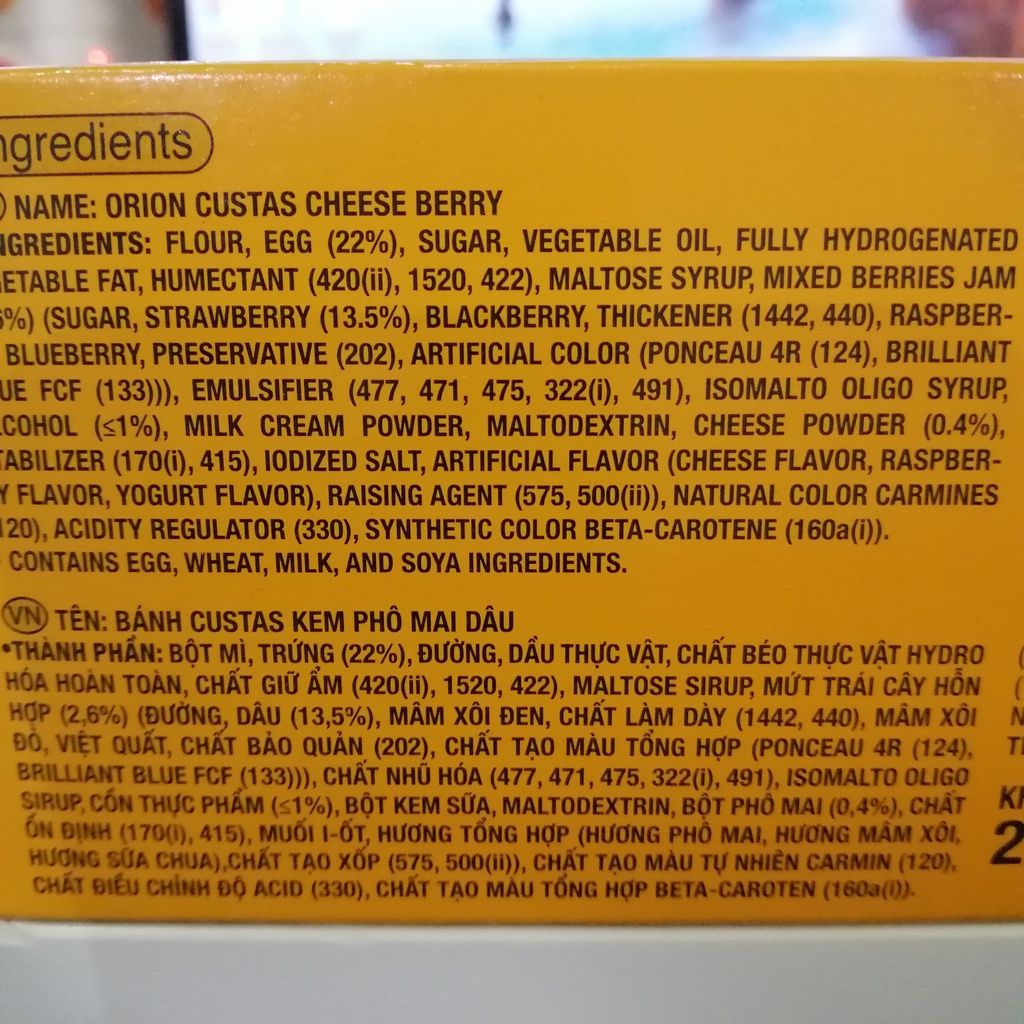 ngredients
NAME: ORION CUSTAS CHEESE BERRY
NGREDIENTS: FLOUR, EGG (22%), SUGAR, VEGETABLE OIL, FULLY HYDROGENATED
ETABLE FAT, HUMECTANT (420(ii), 1520, 422), MALTOSE SYRUP, MIXED BERRIES JAM
6%) (SUGAR, STRAWBERRY (13.5%), BLACKBERRY, THICKENER (1442, 440), RASPBER-
BLUEBERRY, PRESERVATIVE (202), ARTIFICIAL COLOR (PONCEAU 4R (124), BRILLIANT
UE FCF (133))), EMULSIFIER (477, 471, 475, 322(i), 491), ISOMALTO OLIGO SYRUP,
COHOL (≤1%), MILK CREAM POWDER, MALTODEXTRIN, CHEESE POWDER (0.4%),
TABILIZER (170(i), 415), IODIZED SALT, ARTIFICIAL FLAVOR (CHEESE FLAVOR, RASPBER-
Y FLAVOR, YOGURT FLAVOR), RAISING AGENT (575, 500(ii)), NATURAL COLOR CARMINES
120), ACIDITY REGULATOR (330), SYNTHETIC COLOR BETA-CAROTENE (160a(i)).
CONTAINS EGG, WHEAT, MILK, AND SOYA INGREDIENTS.
VN TÊN: BÁNH CUSTAS KEM PHÔ MAI DÂU
•THÀNH PHẦN: BỘT MÌ, TRỨNG (22%), ĐƯỜNG, DẦU THỰC VẬT, CHẤT BÉO THỰC VẬT HYDRO
HÓA HOÀN TOÀN, CHẤT GIỮ ẨM (420(ii), 1520, 422), MALTOSE SIRUP, MỨT TRÁI CÂY HỖN
HỢP (2,6%) (ĐƯỜNG, DÂU (13,5%), MÂM XÔI ĐEN, CHẤT LÀM DÀY (1442, 440), MÂM XÔI
ĐỎ, VIỆT QUẤT, CHẤT BẢO QUẢN (202), CHẤT TẠO MÀU TỔNG HỢP (PONCEAU 4R (124),
BRILLIANT BLUE FCF (133))), CHẤT NHŨ HÓA (477, 471, 475, 322(i), 491), ISOMALTO OLIGO
SIRUP, CỒN THỰC PHẨM (≤1%), BỘT KEM SỮA, MALTODEXTRIN, BỘT PHÔ MAI (0,4%), CHẤT
ỔN ĐỊNH (170(i), 415), MUỐI I-ỐT, HƯƠNG TỔNG HỢP (HƯƠNG PHÔ MAI, HƯƠNG MÂM XÔI,
HƯƠNG SỮA CHUA),CHẤT TẠO XỐP (575, 500(ii)), CHẤT TẠO MÀU TỰ NHIÊN CARMIN (120),
CHẤT ĐIỀU CHỈNH ĐỘ ACID (330), CHẤT TẠO MÀU TỔNG HỢP BETA-CAROTEN (160a(i)).
2